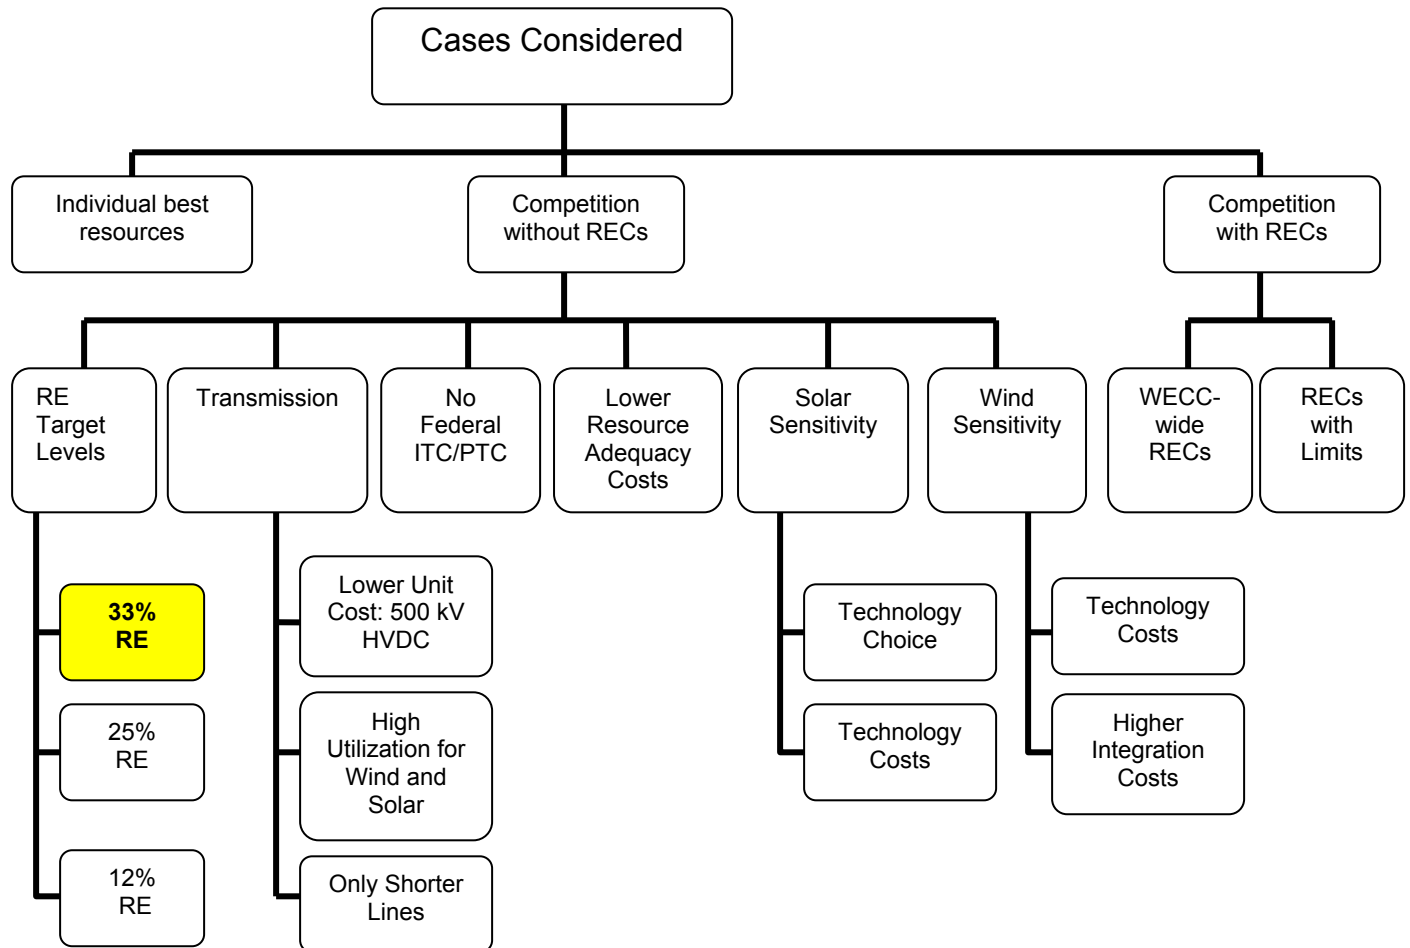 Cases Considered
Individual best
resources
Competition
without RECs
Competition
with RECs
RE
Target
Levels
Transmission
No
Federal
ITC/PTC
Lower
Resource
Adequacy
Costs
Solar
Sensitivity
Wind
Sensitivity
WECC-
wide
RECs
RECs
with
Limits
33%
RE
25%
RE
12%
RE
Lower Unit
Cost: 500 kV
HVDC
High
Utilization for
Wind and
Solar
Only Shorter
Lines
Technology
Choice
Technology
Costs
Technology
Costs
Higher
Integration
Costs